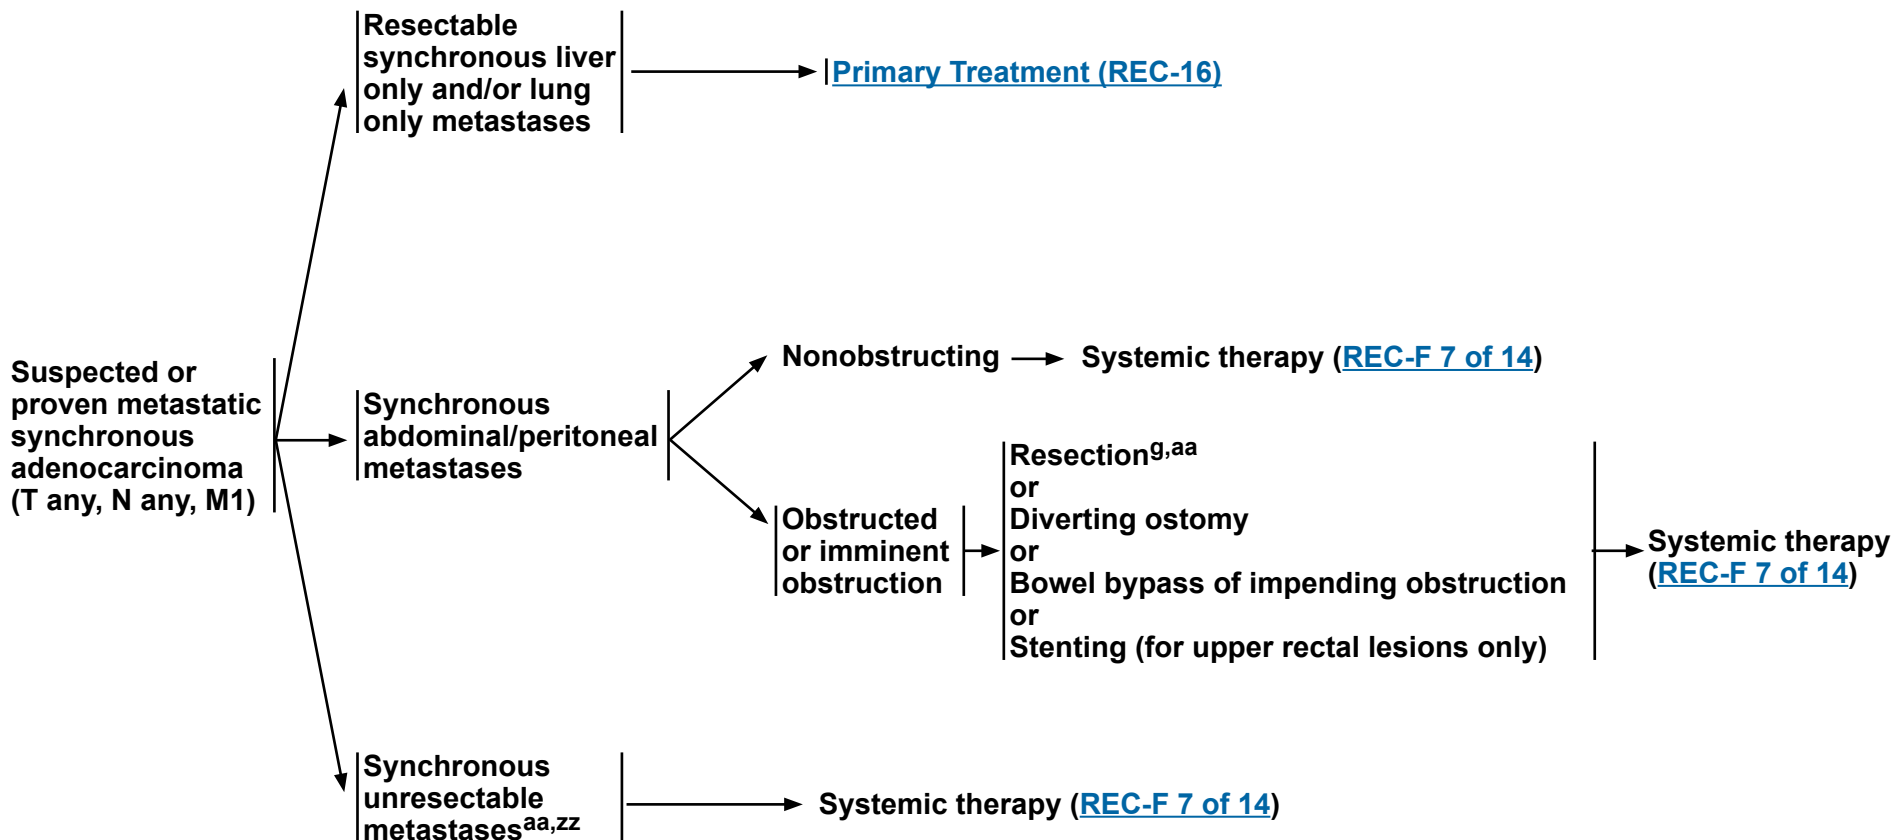 Resectable
synchronous liver
only and/or lung
only metastases
Primary Treatment (REC-16)
Suspected or
proven metastatic
synchronous
adenocarcinoma
(T any, N any, M1)
Synchronous
abdominal/peritoneal
metastases
Nonobstructing
Systemic therapy (REC-F 7 of 14)
Obstructed
or imminent
obstruction
Resectiong,aa
or
Diverting ostomy
or
Bowel bypass of impending obstruction
or
Stenting (for upper rectal lesions only)
Systemic therapy
(REC-F 7 of 14)
Synchronous
unresectable
metastasesaa,zz
Systemic therapy (REC-F 7 of 14)